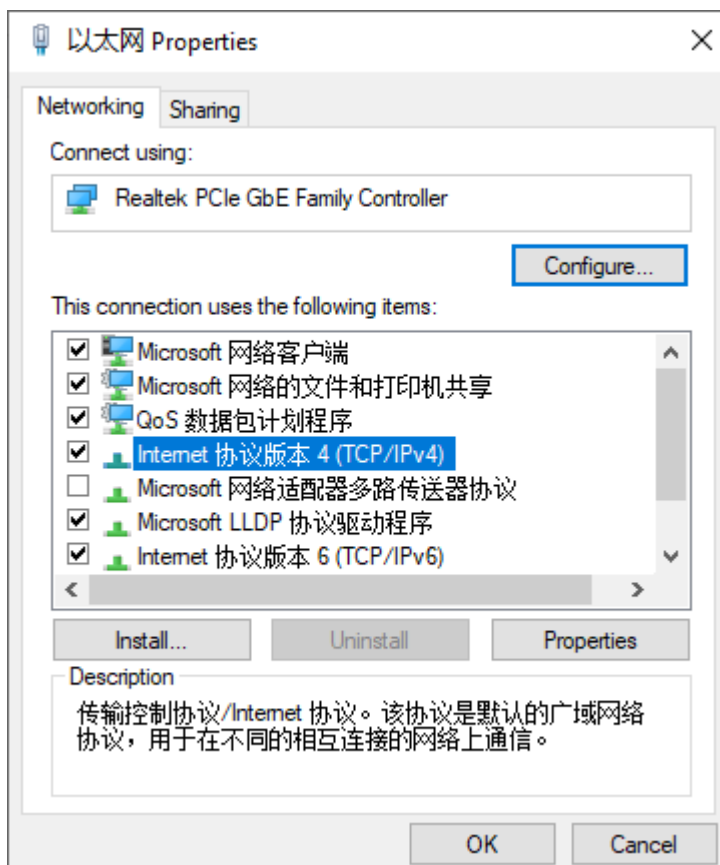 以太网 Properties
Networking
Sharing
Connect using:
Realtek PCIe GbE Family Controller
Configure...
This connection uses the following items:
Microsoft 网络客户端
Microsoft 网络的文件和打印机共享
QoS 数据包计划程序
Internet 协议版本 4 (TCP/IPv4)
Microsoft 网络适配器多路传送器协议
Microsoft LLDP 协议驱动程序
Internet 协议版本 6 (TCP/IPv6)
Install...
Uninstall
Properties
Description
传输控制协议/Internet 协议。该协议是默认的广域网络
协议，用于在不同的相互连接的网络上通信。
OK
Cancel